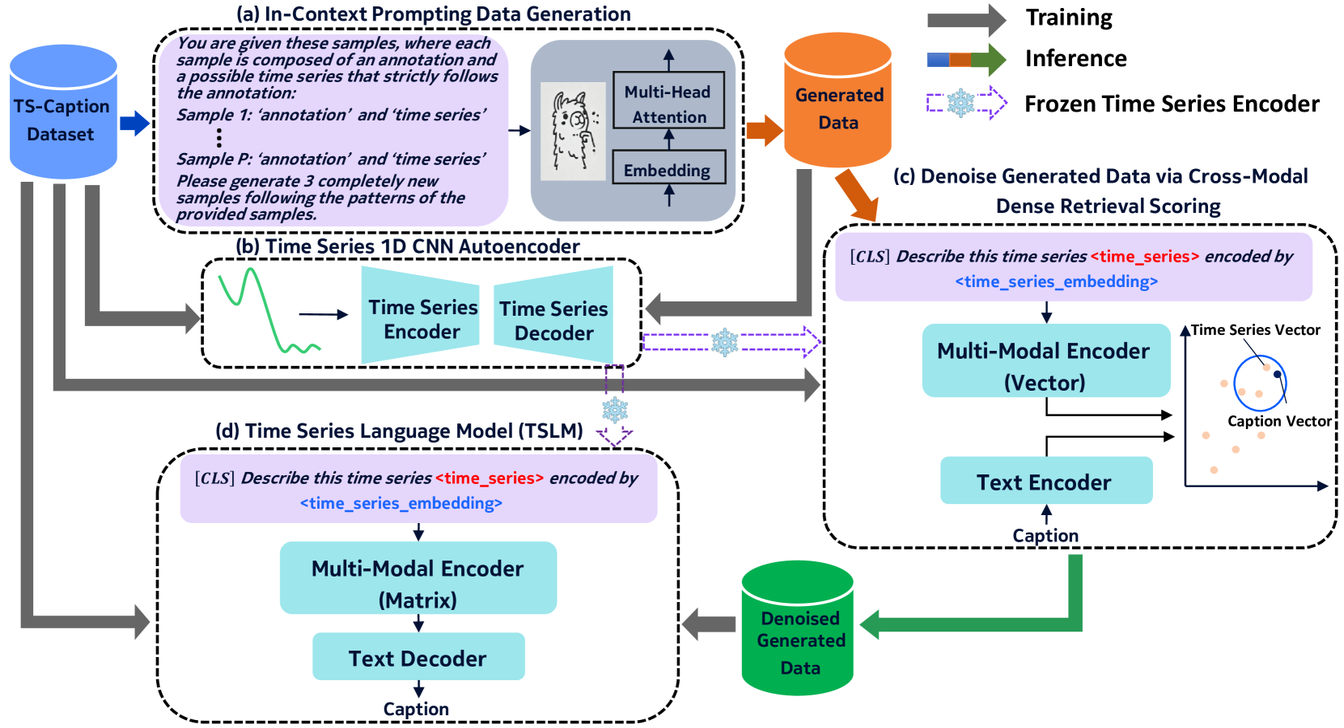 (a) In-Context Prompting Data Generation
TS-Caption
Dataset
You are given these samples, where each
sample is composed of an annotation and
a possible time series that strictly follows
the annotation:
Sample 1: ‘annotation’ and ‘time series’
⋮
Sample P: ‘annotation’ and ‘time series’
Please generate 3 completely new
samples following the patterns of the
provided samples.
Multi-Head
Attention
Embedding
Generated
Data
Training
Inference
Frozen Time Series Encoder
(b) Time Series 1D CNN Autoencoder
Time Series
Encoder
Time Series
Decoder
(c) Denoise Generated Data via Cross-Modal
Dense Retrieval Scoring
[CLS] Describe this time series <time_series> encoded by
<time_series_embedding>
Multi-Modal Encoder
(Vector)
Text Encoder
Caption
Time Series Vector
Caption Vector
(d) Time Series Language Model (TSLM)
[CLS] Describe this time series <time_series> encoded by
<time_series_embedding>
Multi-Modal Encoder
(Matrix)
Text Decoder
Caption
Denoised
Generated
Data